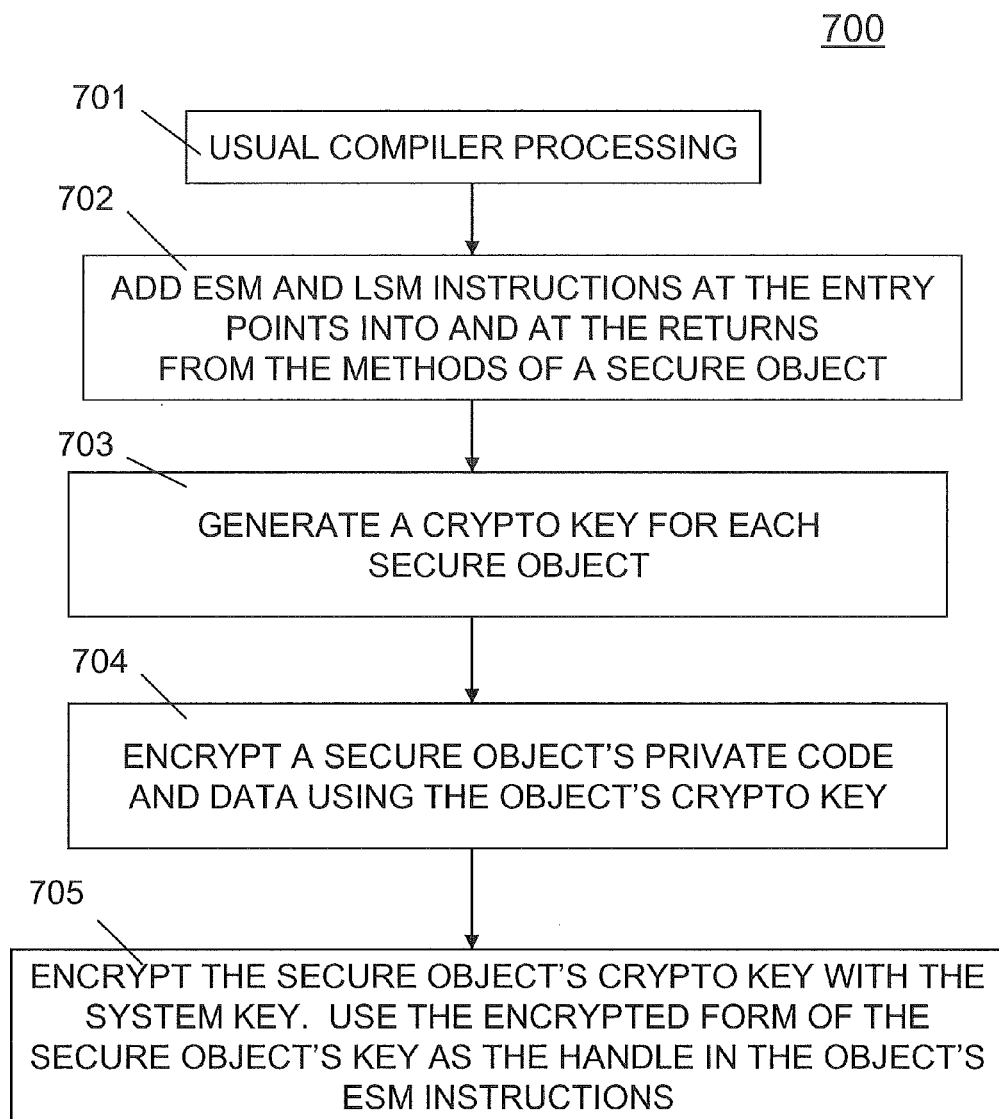 700
701
USUAL COMPILER PROCESSING
702
ADD ESM AND LSM INSTRUCTIONS AT THE ENTRY
POINTS INTO AND AT THE RETURNS
FROM THE METHODS OF A SECURE OBJECT
703
GENERATE A CRYPTO KEY FOR EACH
SECURE OBJECT
704
ENCRYPT A SECURE OBJECT'S PRIVATE CODE
AND DATA USING THE OBJECT'S CRYPTO KEY
705
ENCRYPT THE SECURE OBJECT'S CRYPTO KEY WITH THE
SYSTEM KEY. USE THE ENCRYPTED FORM OF THE
SECURE OBJECT'S KEY AS THE HANDLE IN THE OBJECT'S
ESM INSTRUCTIONS